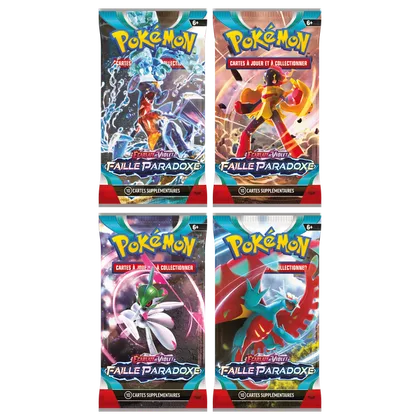 6+
POKÉMON
CARTES À JOUER ET À COLLECTIONNER
ÉCARLATE ET VIOLET
FAILLE PARADOXE
10 CARTES SUPPLÉMENTAIRES
6+
POKÉMON
CARTES À JOUER ET À COLLECTIONNER
ÉCARLATE ET VIOLET
FAILLE PARADOXE
10 CARTES SUPPLÉMENTAIRES
6+
POKÉMON
CARTES À JOUER ET À COLLECTIONNER
ÉCARLATE ET VIOLET
FAILLE PARADOXE
10 CARTES SUPPLÉMENTAIRES
6+
POKÉMON
COLLECTIONNER
ÉCARLATE ET VIOLET
FAILLE PARADOXE
10 CARTES SUPPLÉMENTAIRES